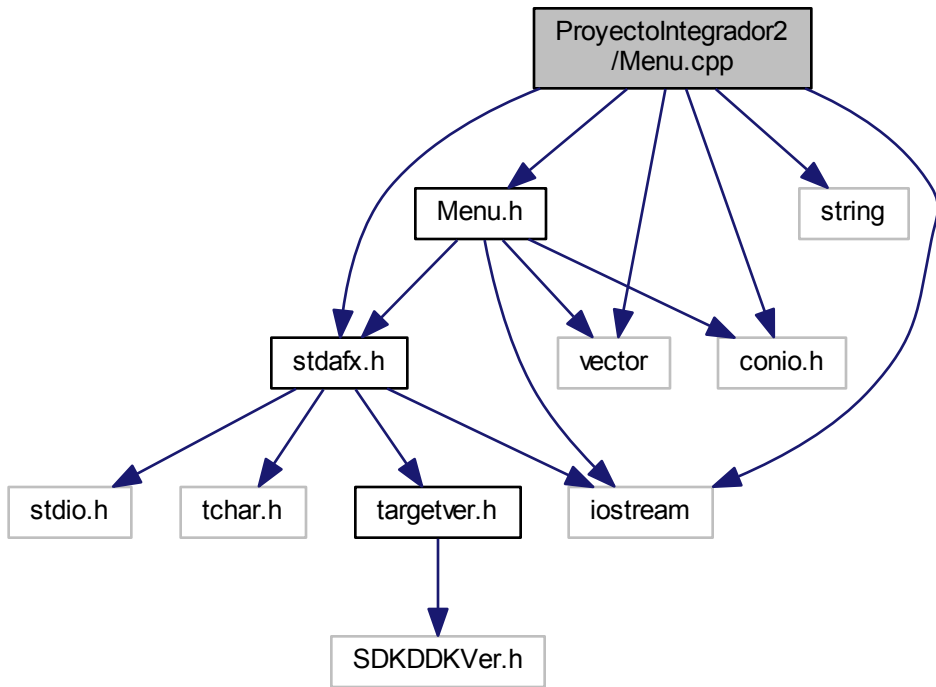 ProyectoIntegrador2
/Menu.cpp
Menu.h
string
stdafx.h
vector
conio.h
stdio.h
tchar.h
targetver.h
iostream
SDKDDKVer.h